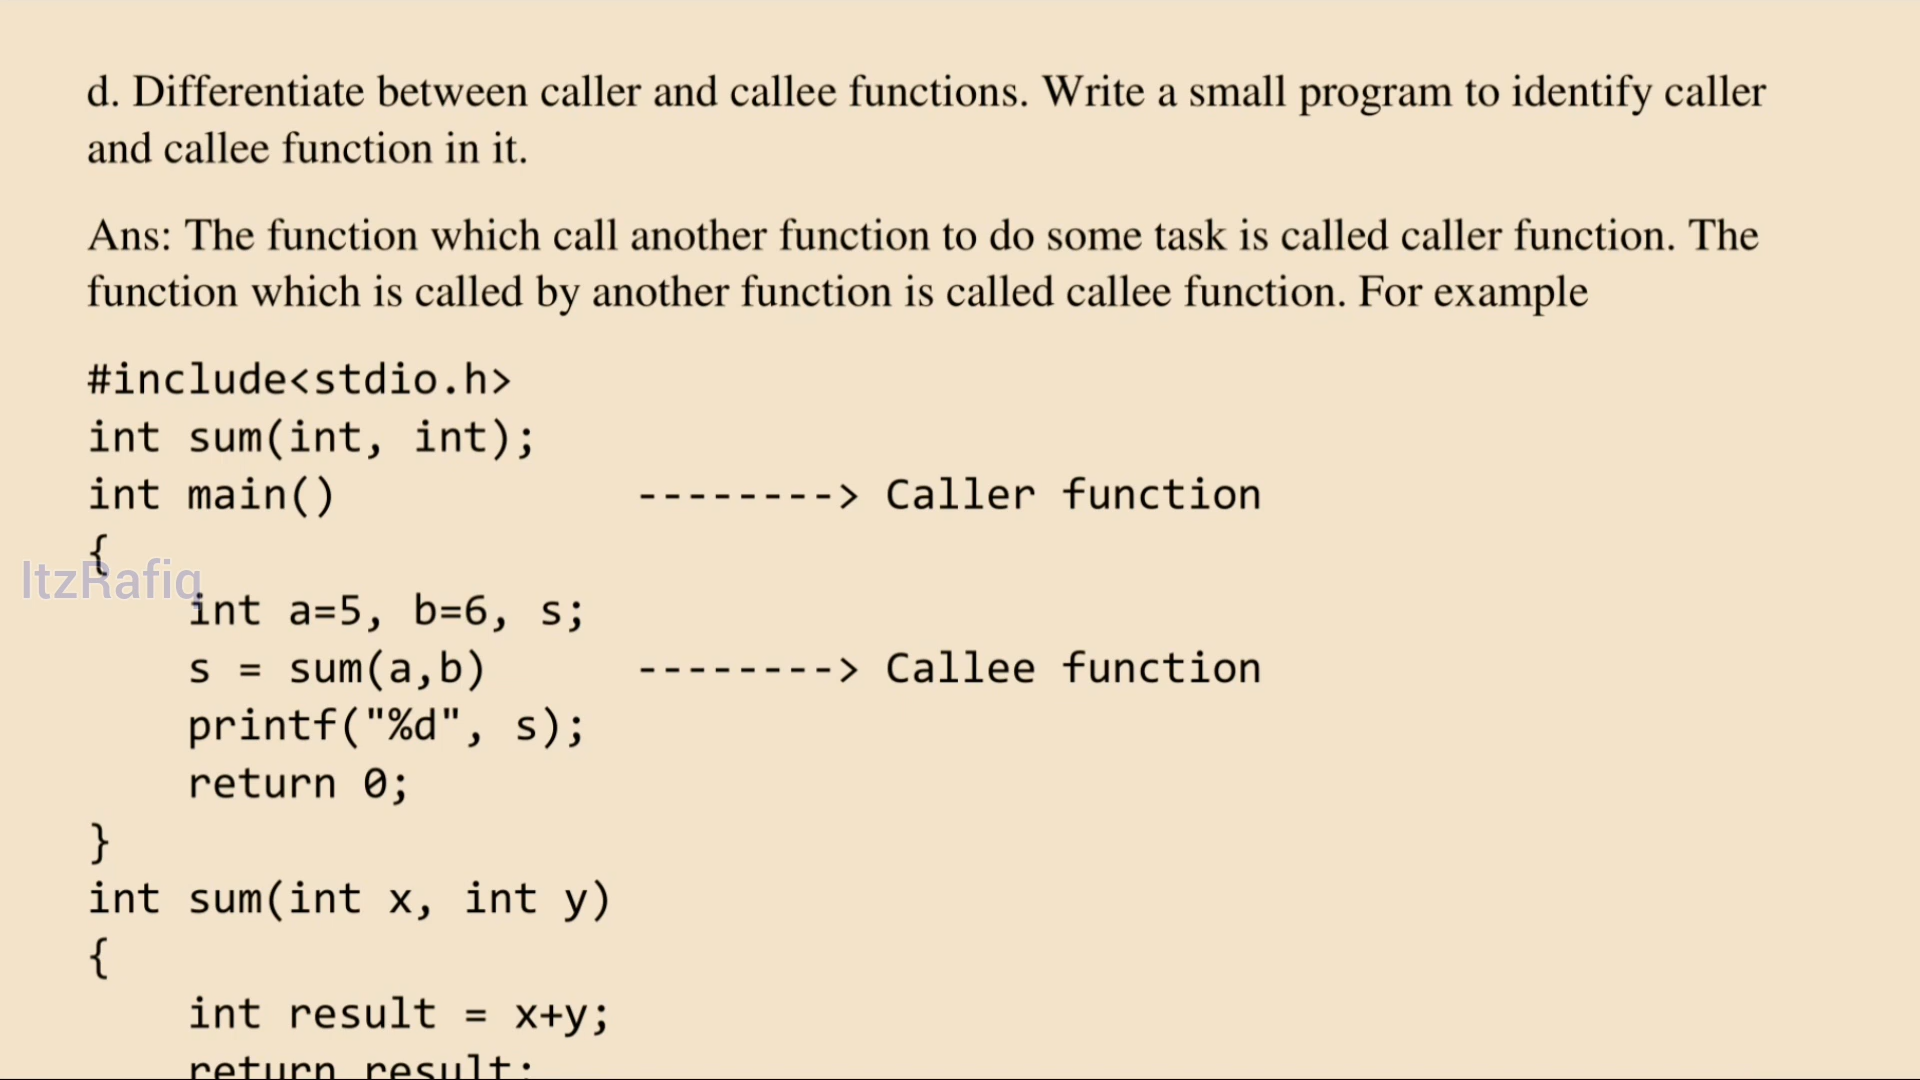 d. Differentiate between caller and callee functions. Write a small program to identify caller
and callee function in it.
Ans: The function which call another function to do some task is called caller function. The
function which is called by another function is called callee function. For example
#include<stdio.h>
int sum(int, int);
int main()            --------> Caller function
{
ItzRafiq
    int a=5, b=6, s;
    s = sum(a,b)      --------> Callee function
    printf("%d", s);
    return 0;
}
int sum(int x, int y)
{
    int result = x+y;
    return result;